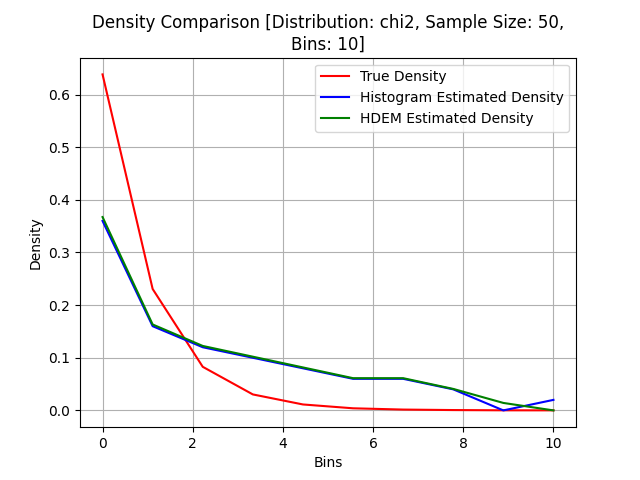 Density Comparison [Distribution: chi2, Sample Size: 50,
Bins: 10]
True Density
Histogram Estimated Density
HDEM Estimated Density
Density
0.6
0.5
0.4
0.3
0.2
0.1
0.0
0 2 4 6 8 10
Bins